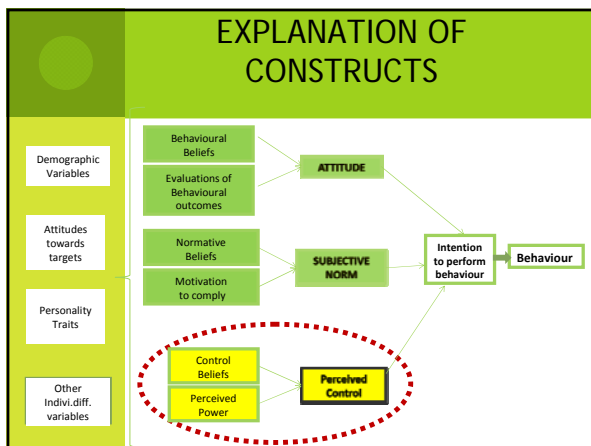 EXPLANATION OF
CONSTRUCTS
Demographic
Variables
Attitudes
towards
targets
Personality
Traits
Other
Indivi.diff.
variables
Behavioural
Beliefs
Evaluations of
Behavioural
outcomes
ATTITUDE
Normative
Beliefs
Motivation
to comply
SUBJECTIVE
NORM
Control
Beliefs
Perceived
Power
Perceived
Control
Intention
to perform
behaviour
Behaviour